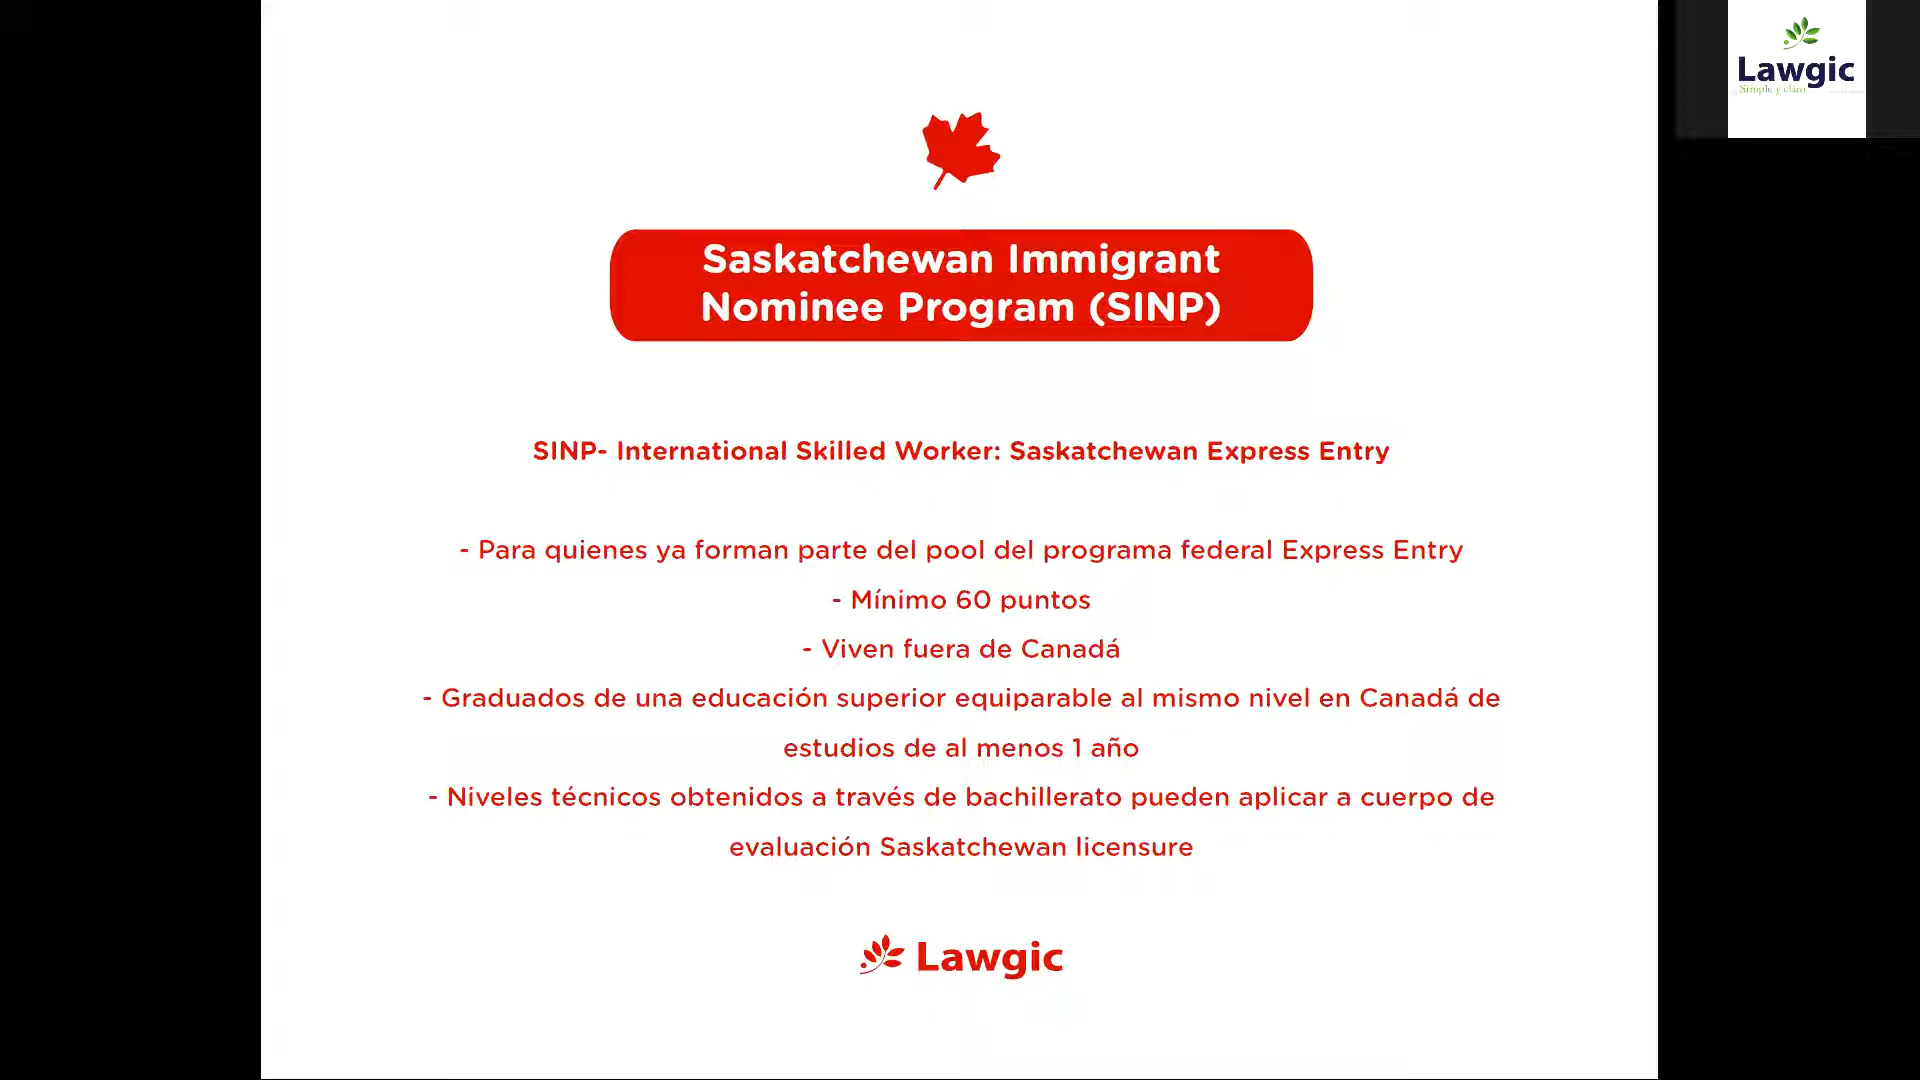 Lawgic
Simple y claro
Saskatchewan Immigrant
Nominee Program (SINP)
SINP- International Skilled Worker: Saskatchewan Express Entry
- Para quienes ya forman parte del pool del programa federal Express Entry
- Mínimo 60 puntos
- Viven fuera de Canadá
- Graduados de una educación superior equiparable al mismo nivel en Canadá de
estudios de al menos 1 año
- Niveles técnicos obtenidos a través de bachillerato pueden aplicar a cuerpo de
evaluación Saskatchewan licensure
Lawgic